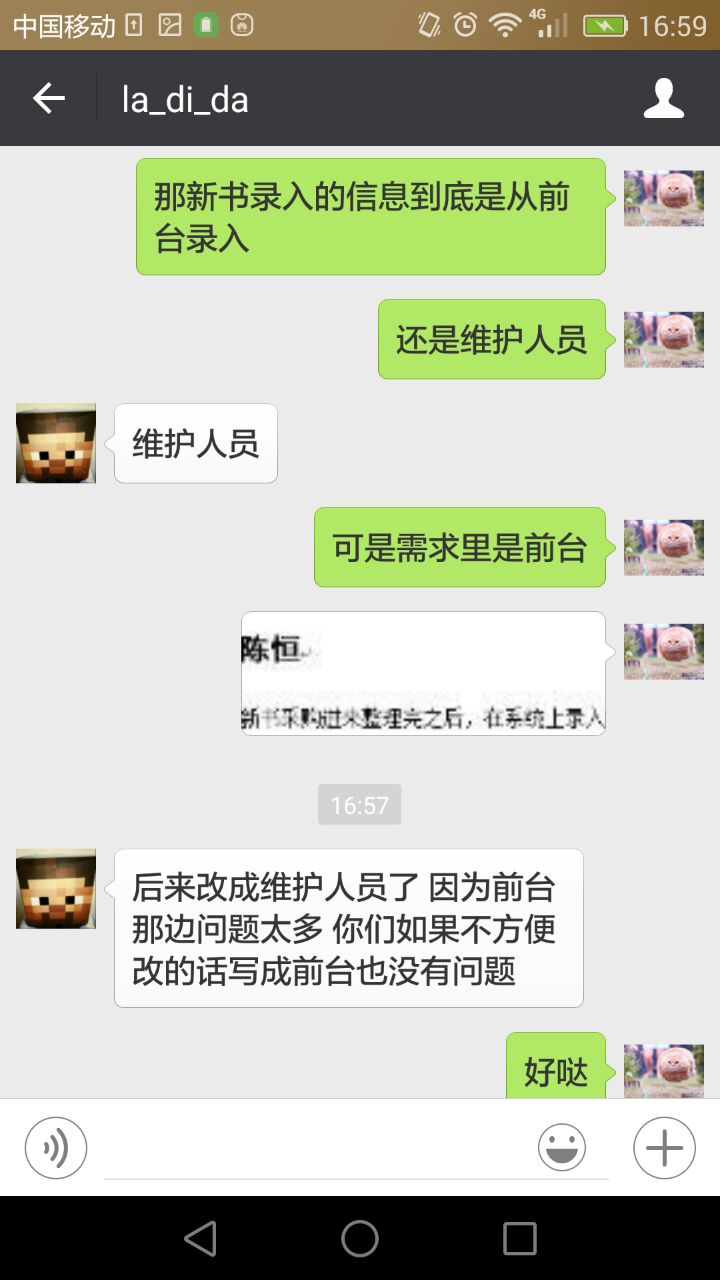 中国移动
4G
16:59
la_di_da
那新书录入的信息到底是从前
台录入
还是维护人员
维护人员
可是需求里是前台
陈恒
新书采购进来整理完之后，在系统上录入
16:57
后来改成维护人员了 因为前台
那边问题太多 你们如果不方便
改的话写成前台也没有问题
好哒